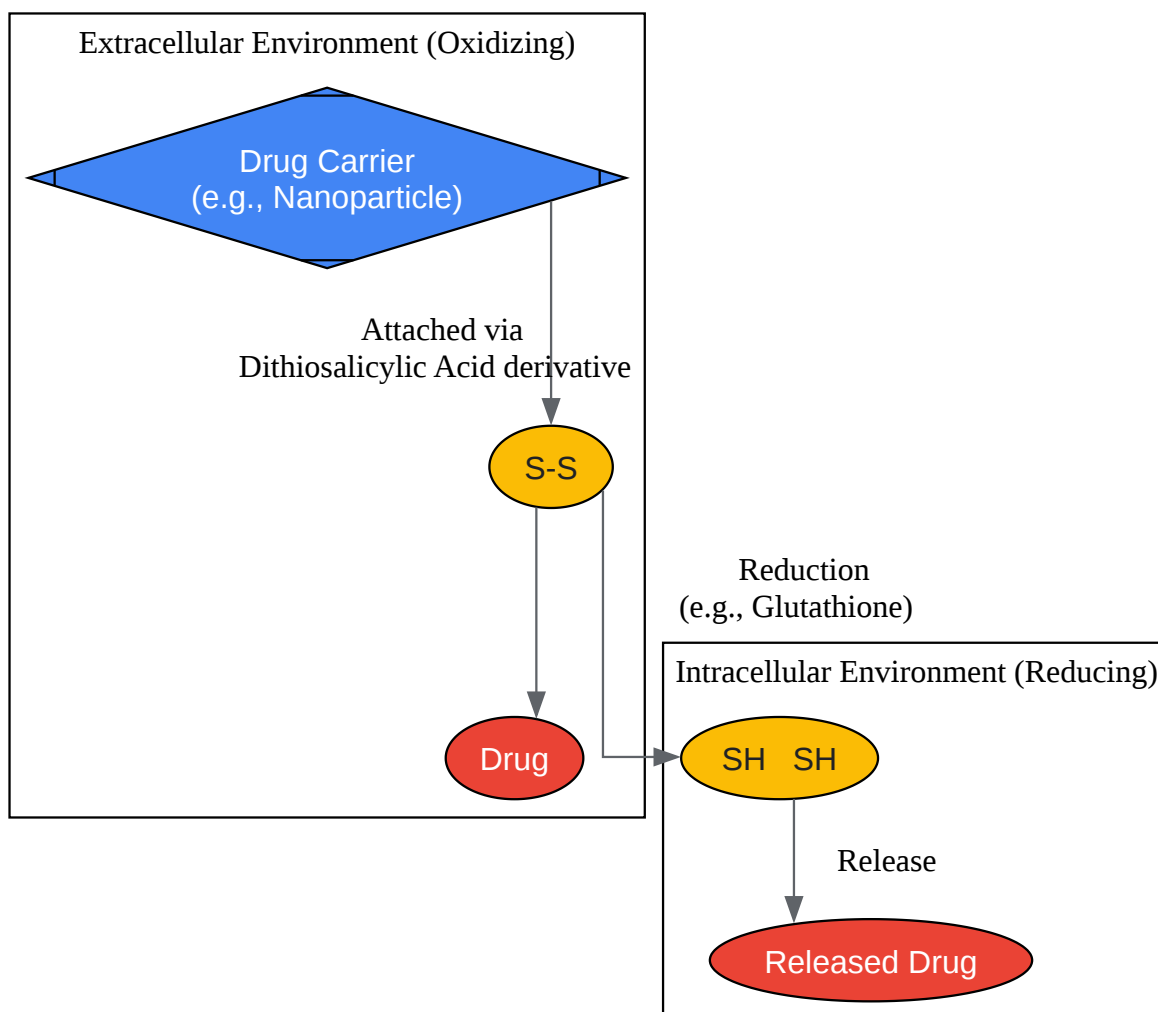 Extracellular Environment (Oxidizing)
Drug Carrier
(e.g., Nanoparticle)
Attached via
Dithiosalicylic Acid derivative
S-S
Reduction
(e.g., Glutathione)
Intracellular Environment (Reducing)
Drug
SH   SH
Release
Released Drug